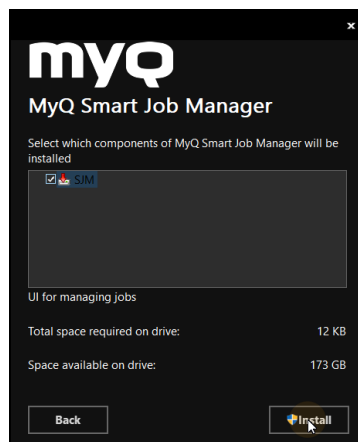 myQ
MyQ Smart Job Manager
Select which components of MyQ Smart Job Manager will be
installed
SJM
UI for managing jobs
Total space required on drive: 12 KB
Space available on drive: 173 GB
Back Install